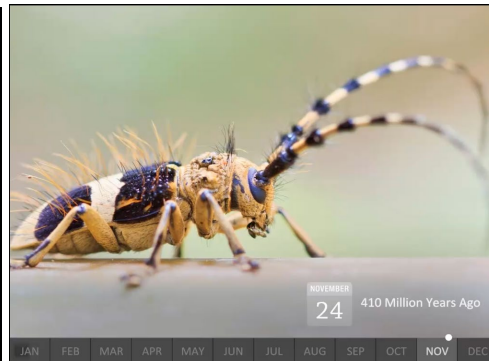 NOVEMBER
24
410 Million Years Ago
JAN FEB MAR APR MAY JUN JUL AUG SEP OCT NOV DEC